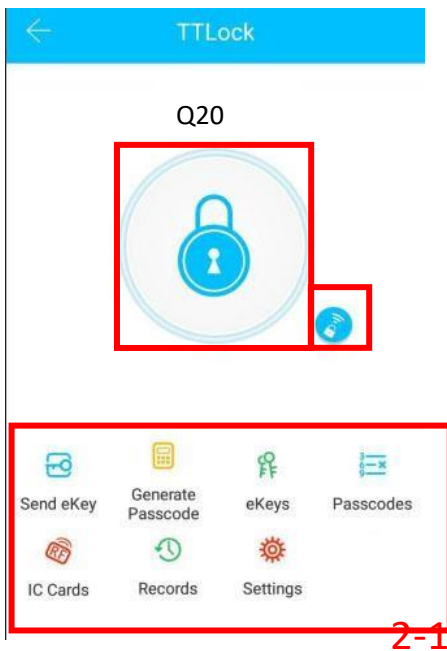 TTLock
Q20
Send eKey
Generate
Passcode
eKeys
Passcodes
IC Cards
Records
Settings
2-1